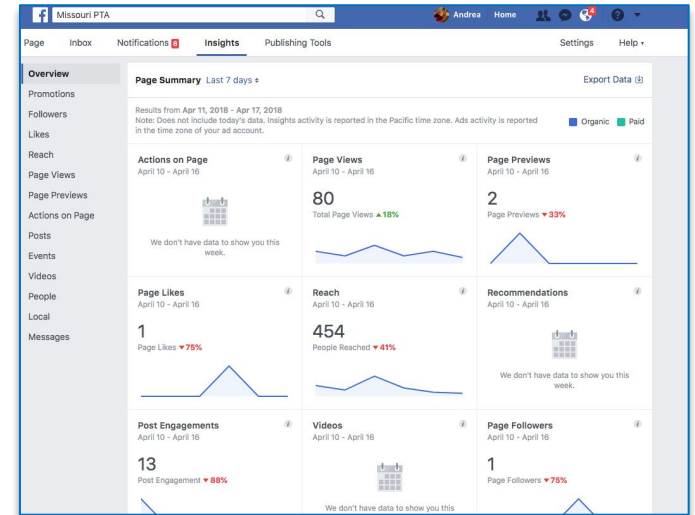 f Missouri PTA
Andrea Home 4 ?
Page Inbox Notifications 8 Insights Publishing Tools Settings Help
Overview
Promotions
Followers
Likes
Reach
Page Views
Page Previews
Actions on Page
Posts
Events
Videos
People
Local
Messages
Page Summary Last 7 days
Export Data
Results from Apr 11, 2018 - Apr 17, 2018
Note: Does not include today's data. Insights activity is reported in the Pacific time zone. Ads activity is reported
in the time zone of your ad account.
Organic Paid
Actions on Page
April 10 - April 16
We don't have data to show you this
week.
Page Views
April 10 - April 16
80
Total Page Views ▲18%
Page Previews
April 10 - April 16
2
Page Previews ▼33%
Page Likes
April 10 - April 16
1
Page Likes ▼75%
Reach
April 10 - April 16
454
People Reached ▼41%
Recommendations
April 10 - April 16
We don't have data to show you this
week.
Post Engagements
April 10 - April 16
13
Post Engagement ▼88%
Videos
April 10 - April 16
We don't have data to show you this
Page Followers
April 10 - April 16
1
Page Followers ▼75%